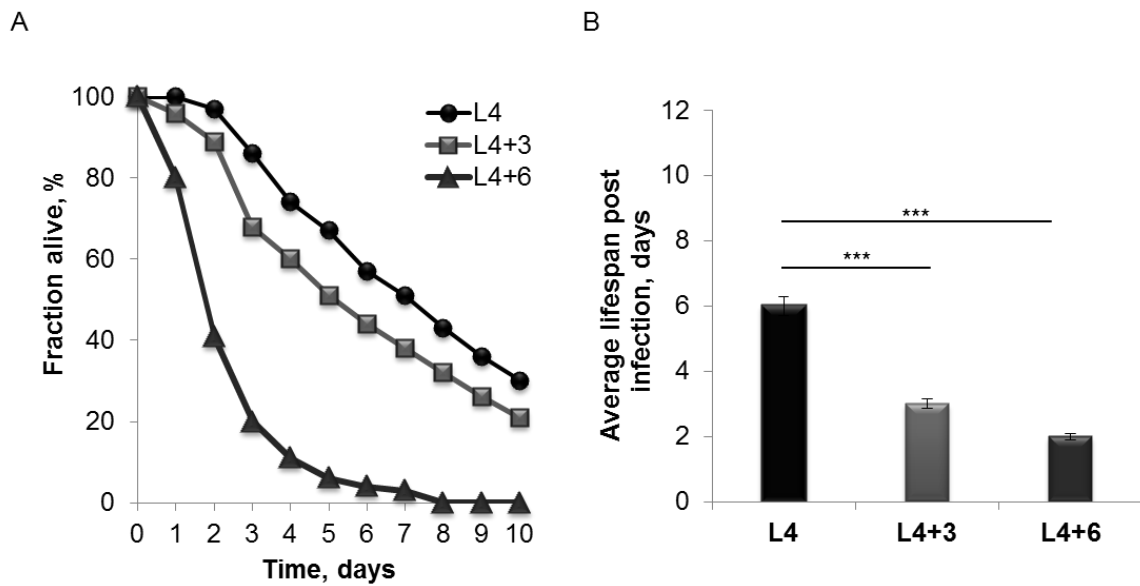 A
B
100
80
60
40
20
0
Fraction alive, %
L4
L4+3
L4+6
0 1 2 3 4 5 6 7 8 9 10
Time, days
12
10
8
6
4
2
0
Average lifespan post
infection, days
***
***
L4 L4+3 L4+6